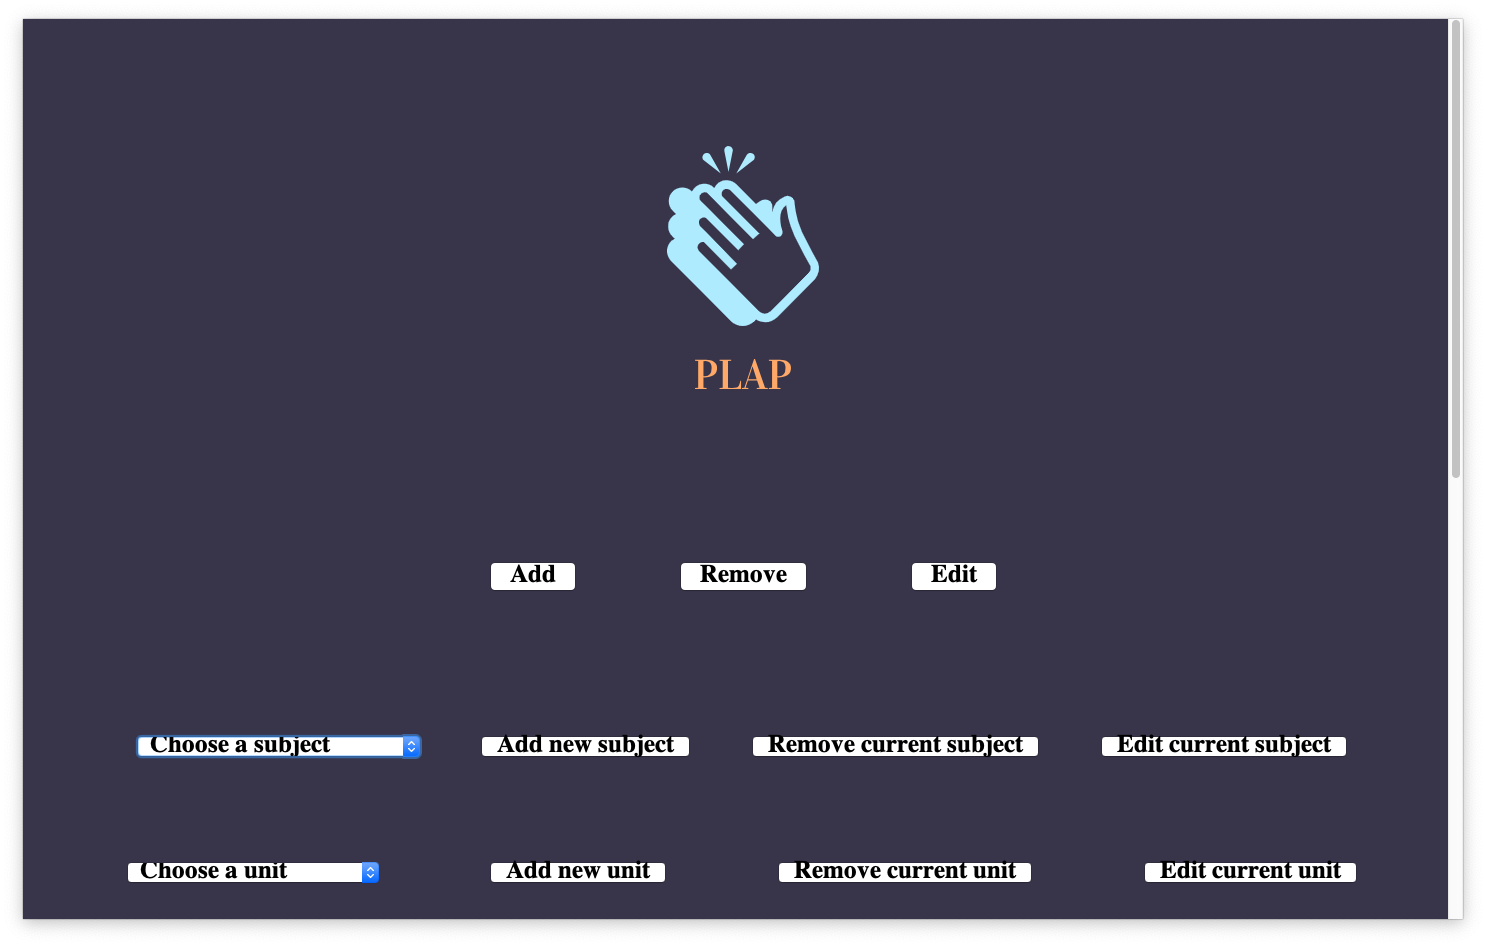 PLAP
Add Remove Edit
Choose a subject Add new subject Remove current subject Edit current subject
Choose a unit Add new unit Remove current unit Edit current unit